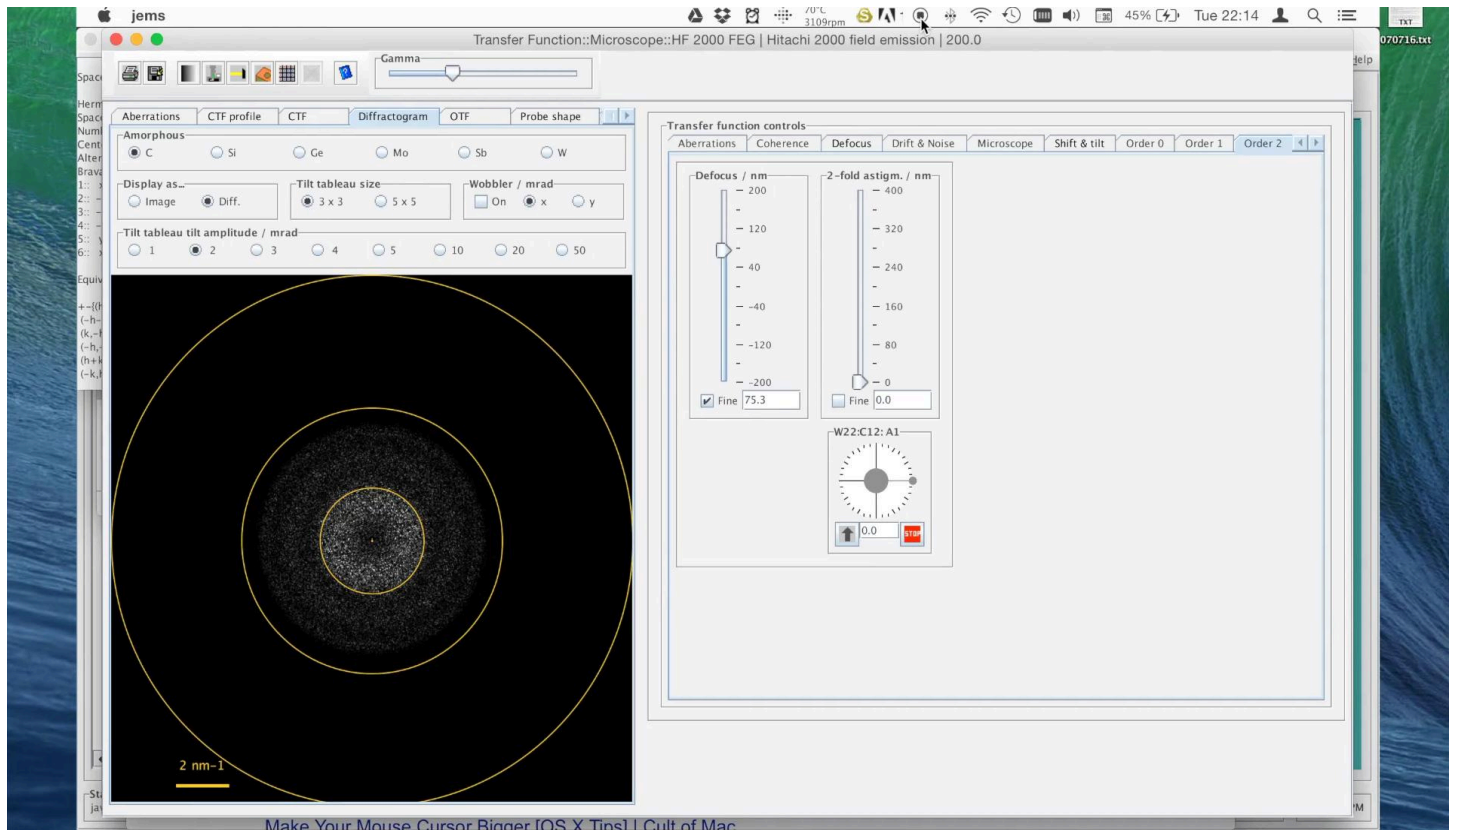 jems
70°C
3109rpm
45%
Tue 22:14
TXT
070716.txt
Transfer Function::Microscope::HF 2000 FEG | Hitachi 2000 field emission | 200.0
Help
Gamma
Aberrations
CTF profile
CTF
Diffractogram
OTF
Probe shape
Amorphous
C
Si
Ge
Mo
Sb
W
Display as...
Image
Diff.
Tilt tableau size
3 x 3
5 x 5
Wobbler / mrad
On
x
y
Tilt tableau tilt amplitude / mrad
1
2
3
4
5
10
20
50
2 nm-1
Transfer function controls
Aberrations
Coherence
Defocus
Drift & Noise
Microscope
Shift & tilt
Order 0
Order 1
Order 2
Defocus / nm
200
120
40
-40
-120
-200
Fine
75.3
2-fold astigm. / nm
400
320
240
160
80
0
Fine
0.0
W22:C12: A1
0.0
STOP
Make Your Mouse Cursor Bigger [OS X Tips] | Cult of Mac